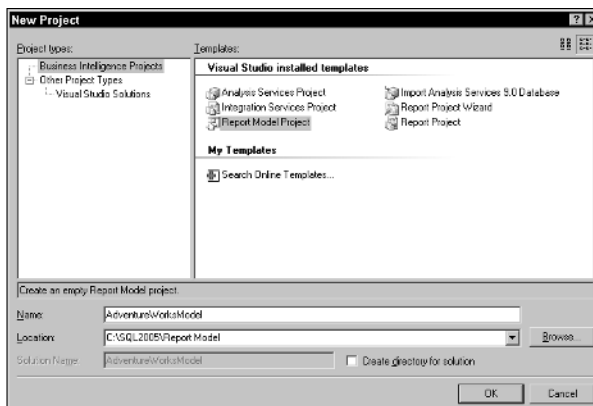 New Project
Project types:
Business Intelligence Projects
Other Project Types
Visual Studio Solutions
Templates:
Visual Studio installed templates
Analysis Services Project
Integration Services Project
Report Model Project
Import Analysis Services 9.0 Database
Report Project Wizard
Report Project
My Templates
Search Online Templates...
Create an empty Report Model project.
Name:
AdventureWorksModel
Location:
C:\SQL2005\Report Model
Browse...
Solution Name:
AdventureWorksModel
Create directory for solution
OK
Cancel